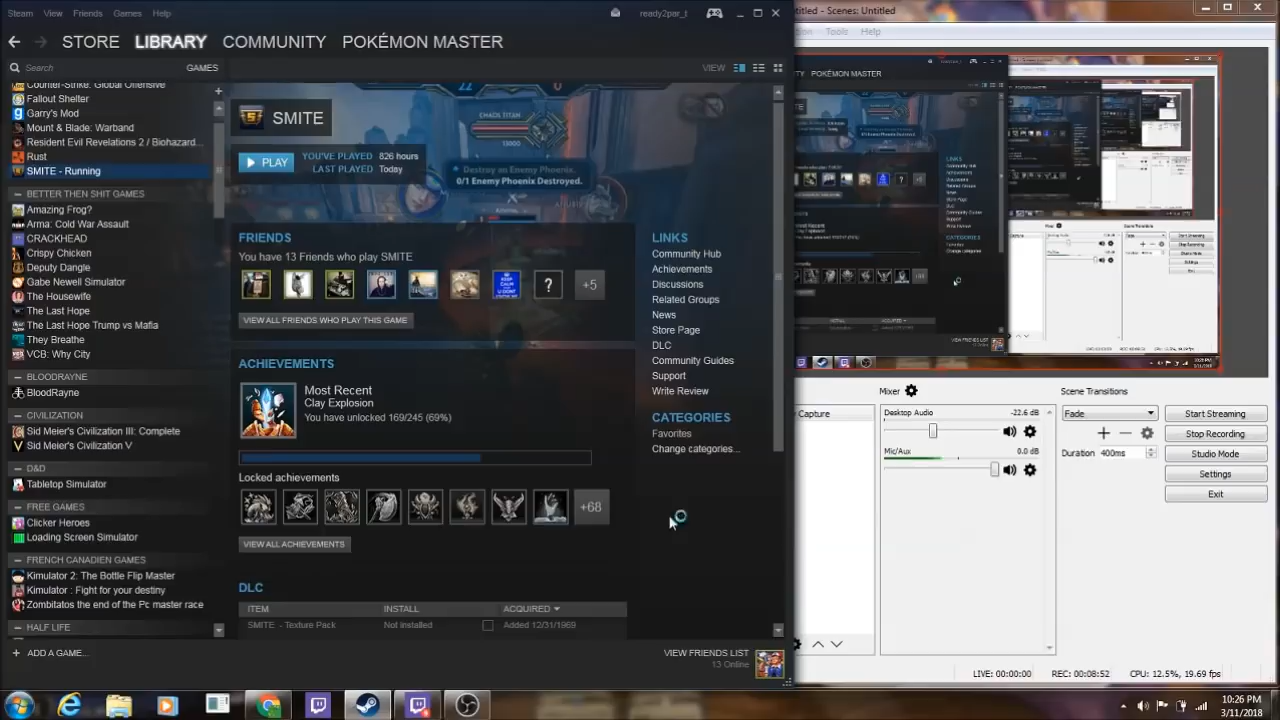 Steam View Friends Games ready2par_t
STORE LIBRARY COMMUNITY POKÉMON MASTER
Search GAMES VIEW
Counter-Strike: Global Offensive
Fallout Shelter
Garry's Mod
Mount & Blade: Warband
Resident Evil Revelations 2 / Biohazard
Rust
SMITE - Running
BETTER THEN SHIT GAMES
Amazing Frog?
Arma: Cold War Assault
CRACKHEAD
Crispy Chicken
Deputy Dangle
Gabe Newell Simulator
The Housewife
The Last Hope
The Last Hope Trump vs Mafia
They Breathe
VCB: Why City
BLOODRAYNE
BloodRayne
CIVILIZATION
Sid Meier's Civilization III: Complete
Sid Meier's Civilization V
D&D
Tabletop Simulator
FREE GAMES
Clicker Heroes
Loading Screen Simulator
FRENCH CANADIEN GAMES
Kimulator 2: The Bottle Flip Master
Kimulator : Fight for your destiny
Zombitatos the end of the Pc master race
HALF LIFE
ADD A GAME...
SMITE
PLAY
YOU'VE PLAYED
LAST PLAYED
hours
Today
CHAOS TITAN
13000
Destroy an Enemy Phoenix.
0/1 Enemy Phoenix Destroyed.
X
FRIENDS
You have 13 Friends who play SMITE
? +5
VIEW ALL FRIENDS WHO PLAY THIS GAME
ACHIEVEMENTS
Most Recent
Clay Explosion
You have unlocked 169/245 (69%)
Locked achievements
+68
VIEW ALL ACHIEVEMENTS
DLC
ITEM INSTALL ACQUIRED
SMITE - Texture Pack Not installed Added 12/31/1969
LINKS
Community Hub
Achievements
Discussions
Related Groups
News
Store Page
DLC
Community Guides
Support
Write Review
CATEGORIES
Favorites
Change categories...
VIEW FRIENDS LIST
13 Online
titled - Scenes: Untitled
Tools Help
TY POKÉMON MASTER
LINKS
CATEGORIES
y Capture
Mixer
Desktop Audio -22.6 dB
Mic/Aux 0.0 dB
Scene Transitions
Fade
Duration 400ms
Start Streaming
Stop Recording
Studio Mode
Settings
Exit
LIVE: 00:00:00 REC: 00:08:52 CPU: 12.5%, 19.69 fps
10:26 PM
3/11/2018